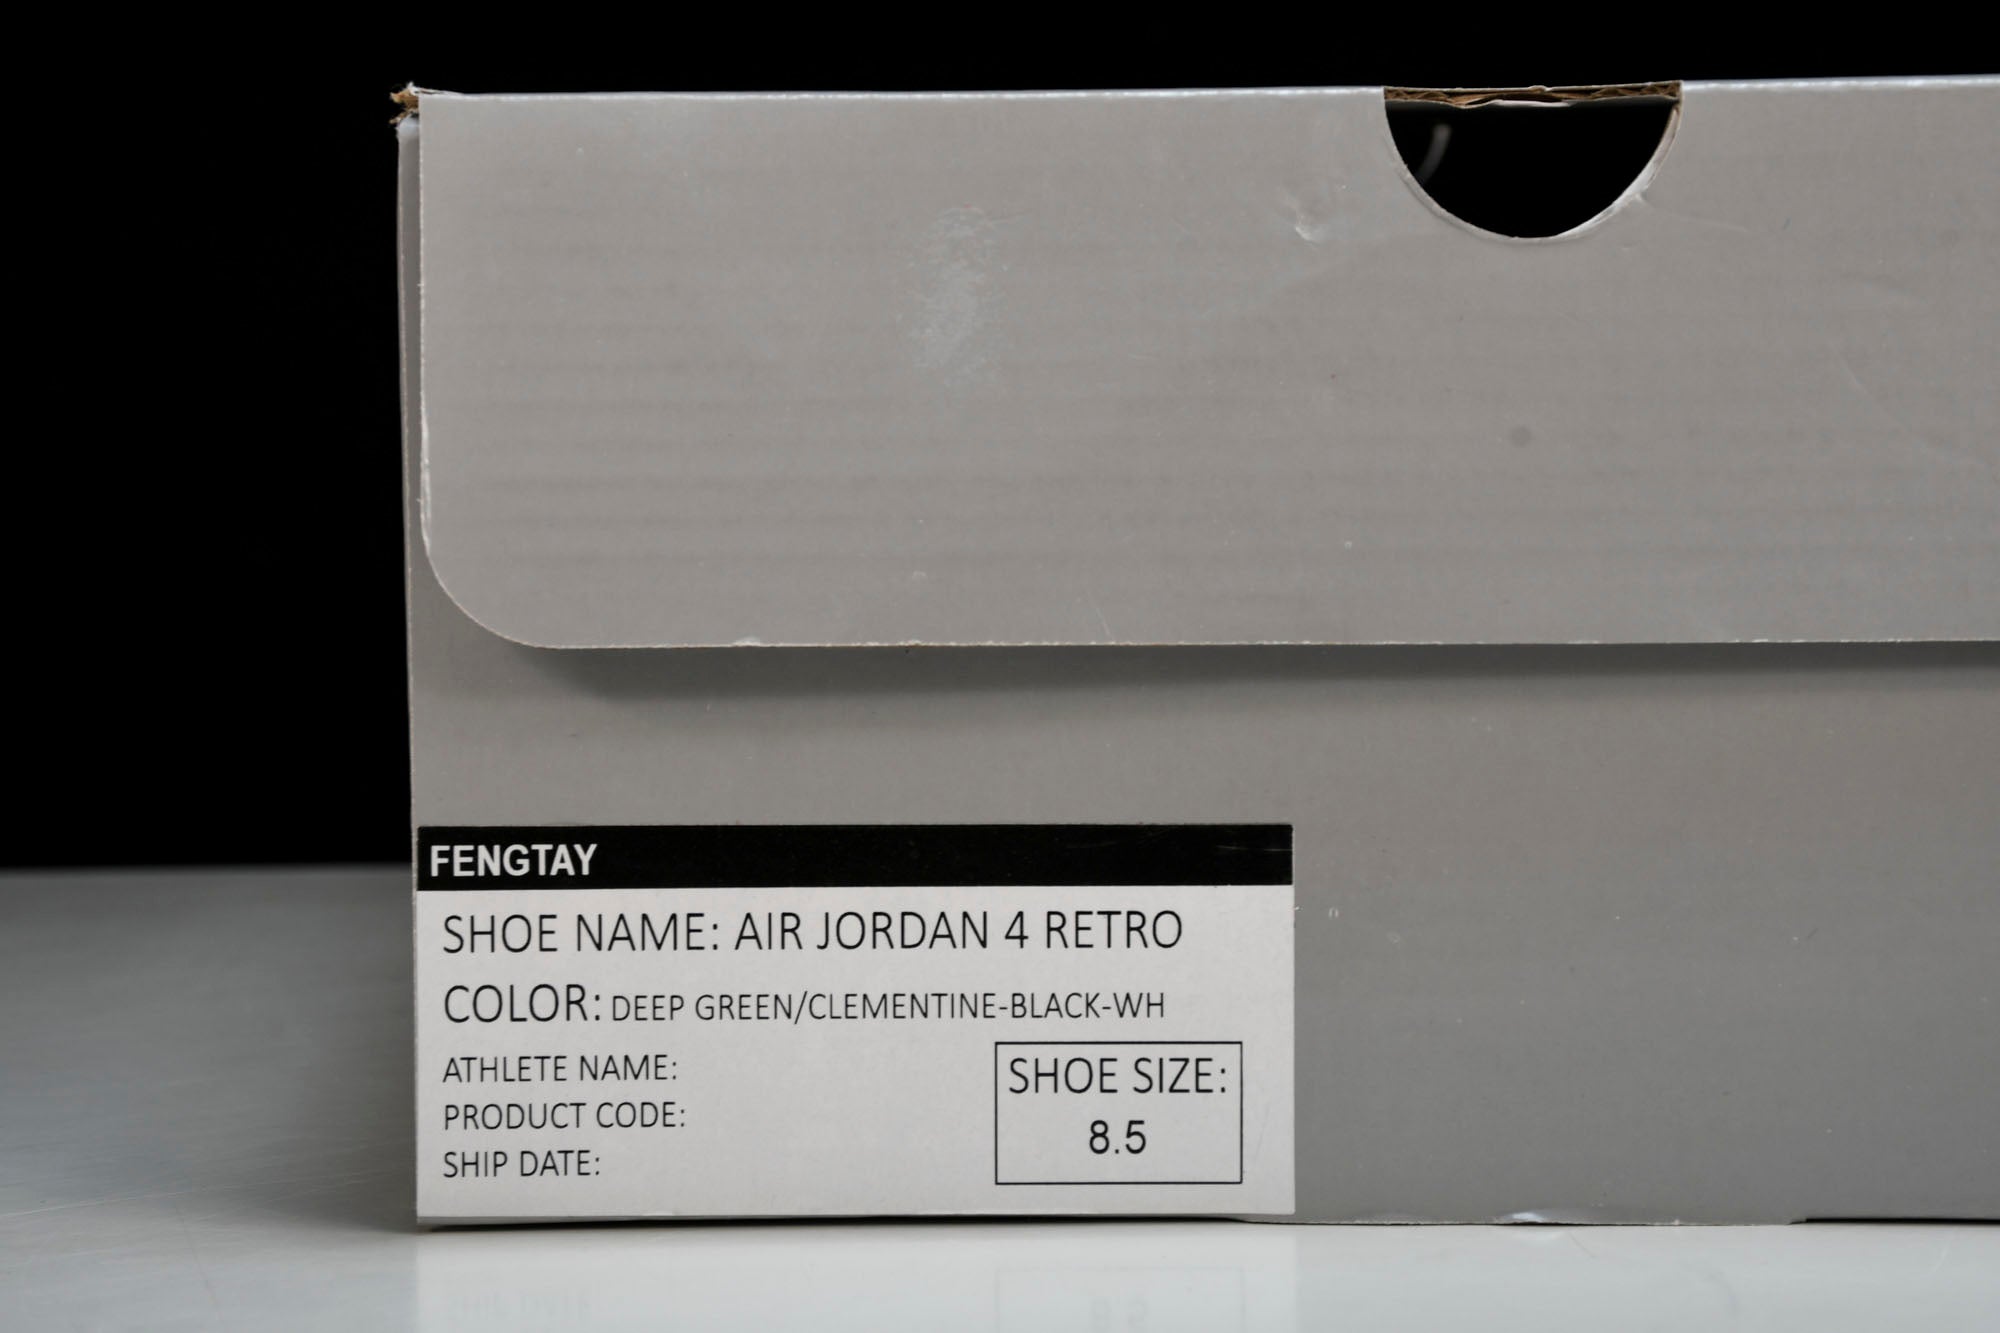 FENGTAY
SHOE NAME: AIR JORDAN 4 RETRO
COLOR: DEEP GREEN/CLEMENTINE-BLACK-WH
ATHLETE NAME:
PRODUCT CODE:
SHIP DATE:
SHOE SIZE:
8.5